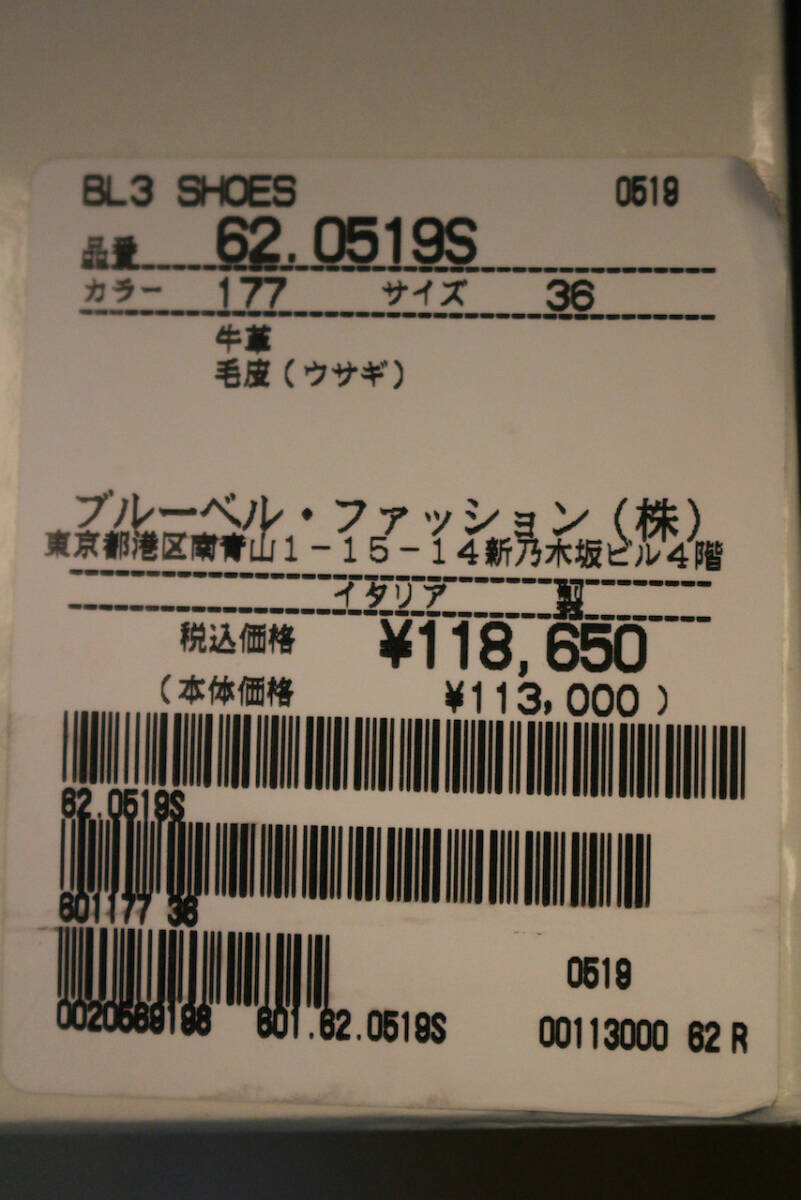 BL3 SHOES 0519
品番 62.0519S
カラー 177 サイズ 36
牛革
毛皮(ウサギ)
ブルーベル・ファッション(株)
東京都港区南青山1-15-14新乃木坂ビル4階
イタリア 製
税込価格 ¥118,650
(本体価格 ¥113,000)
62.0519S
601177 36
0519
0020569198 601.62.0519S 00113000 62 R